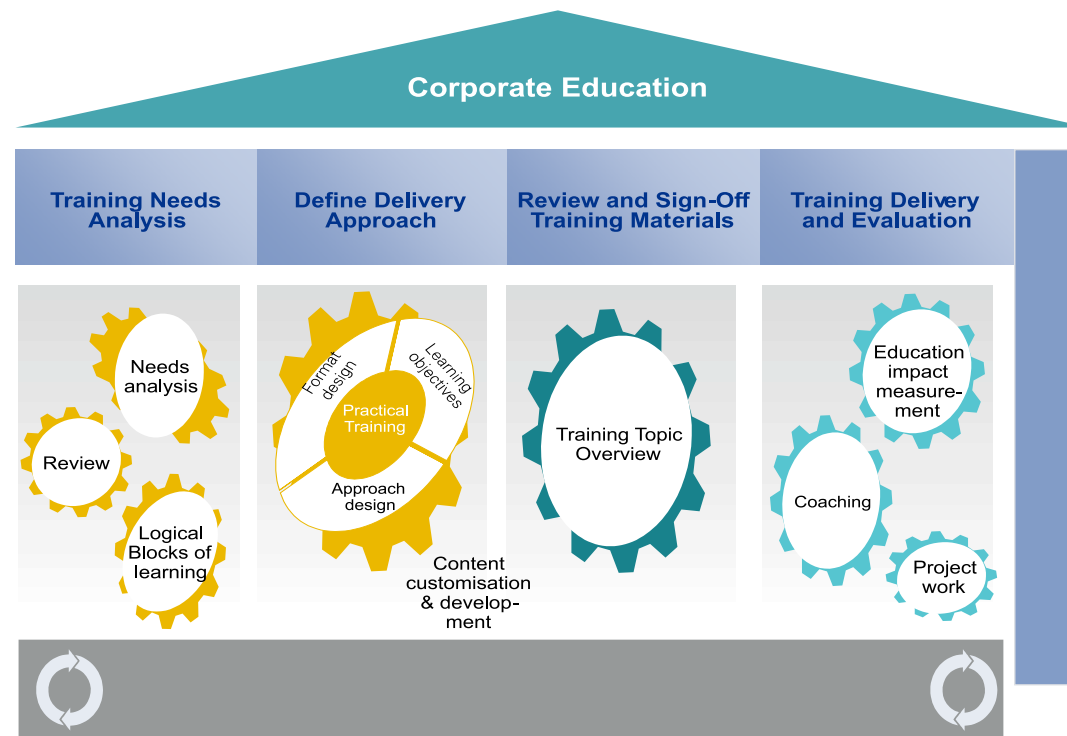 Corporate Education
Training Needs
Analysis
Define Delivery
Approach
Review and Sign-Off
Training Materials
Training Delivery
and Evaluation
Needs
analysis
Review
Logical
Blocks of
learning
Format
design
Learning
objectives
Practical
Training
Approach
design
Content
customisation
& develop-
ment
Training Topic
Overview
Education
impact
measure-
ment
Coaching
Project
work